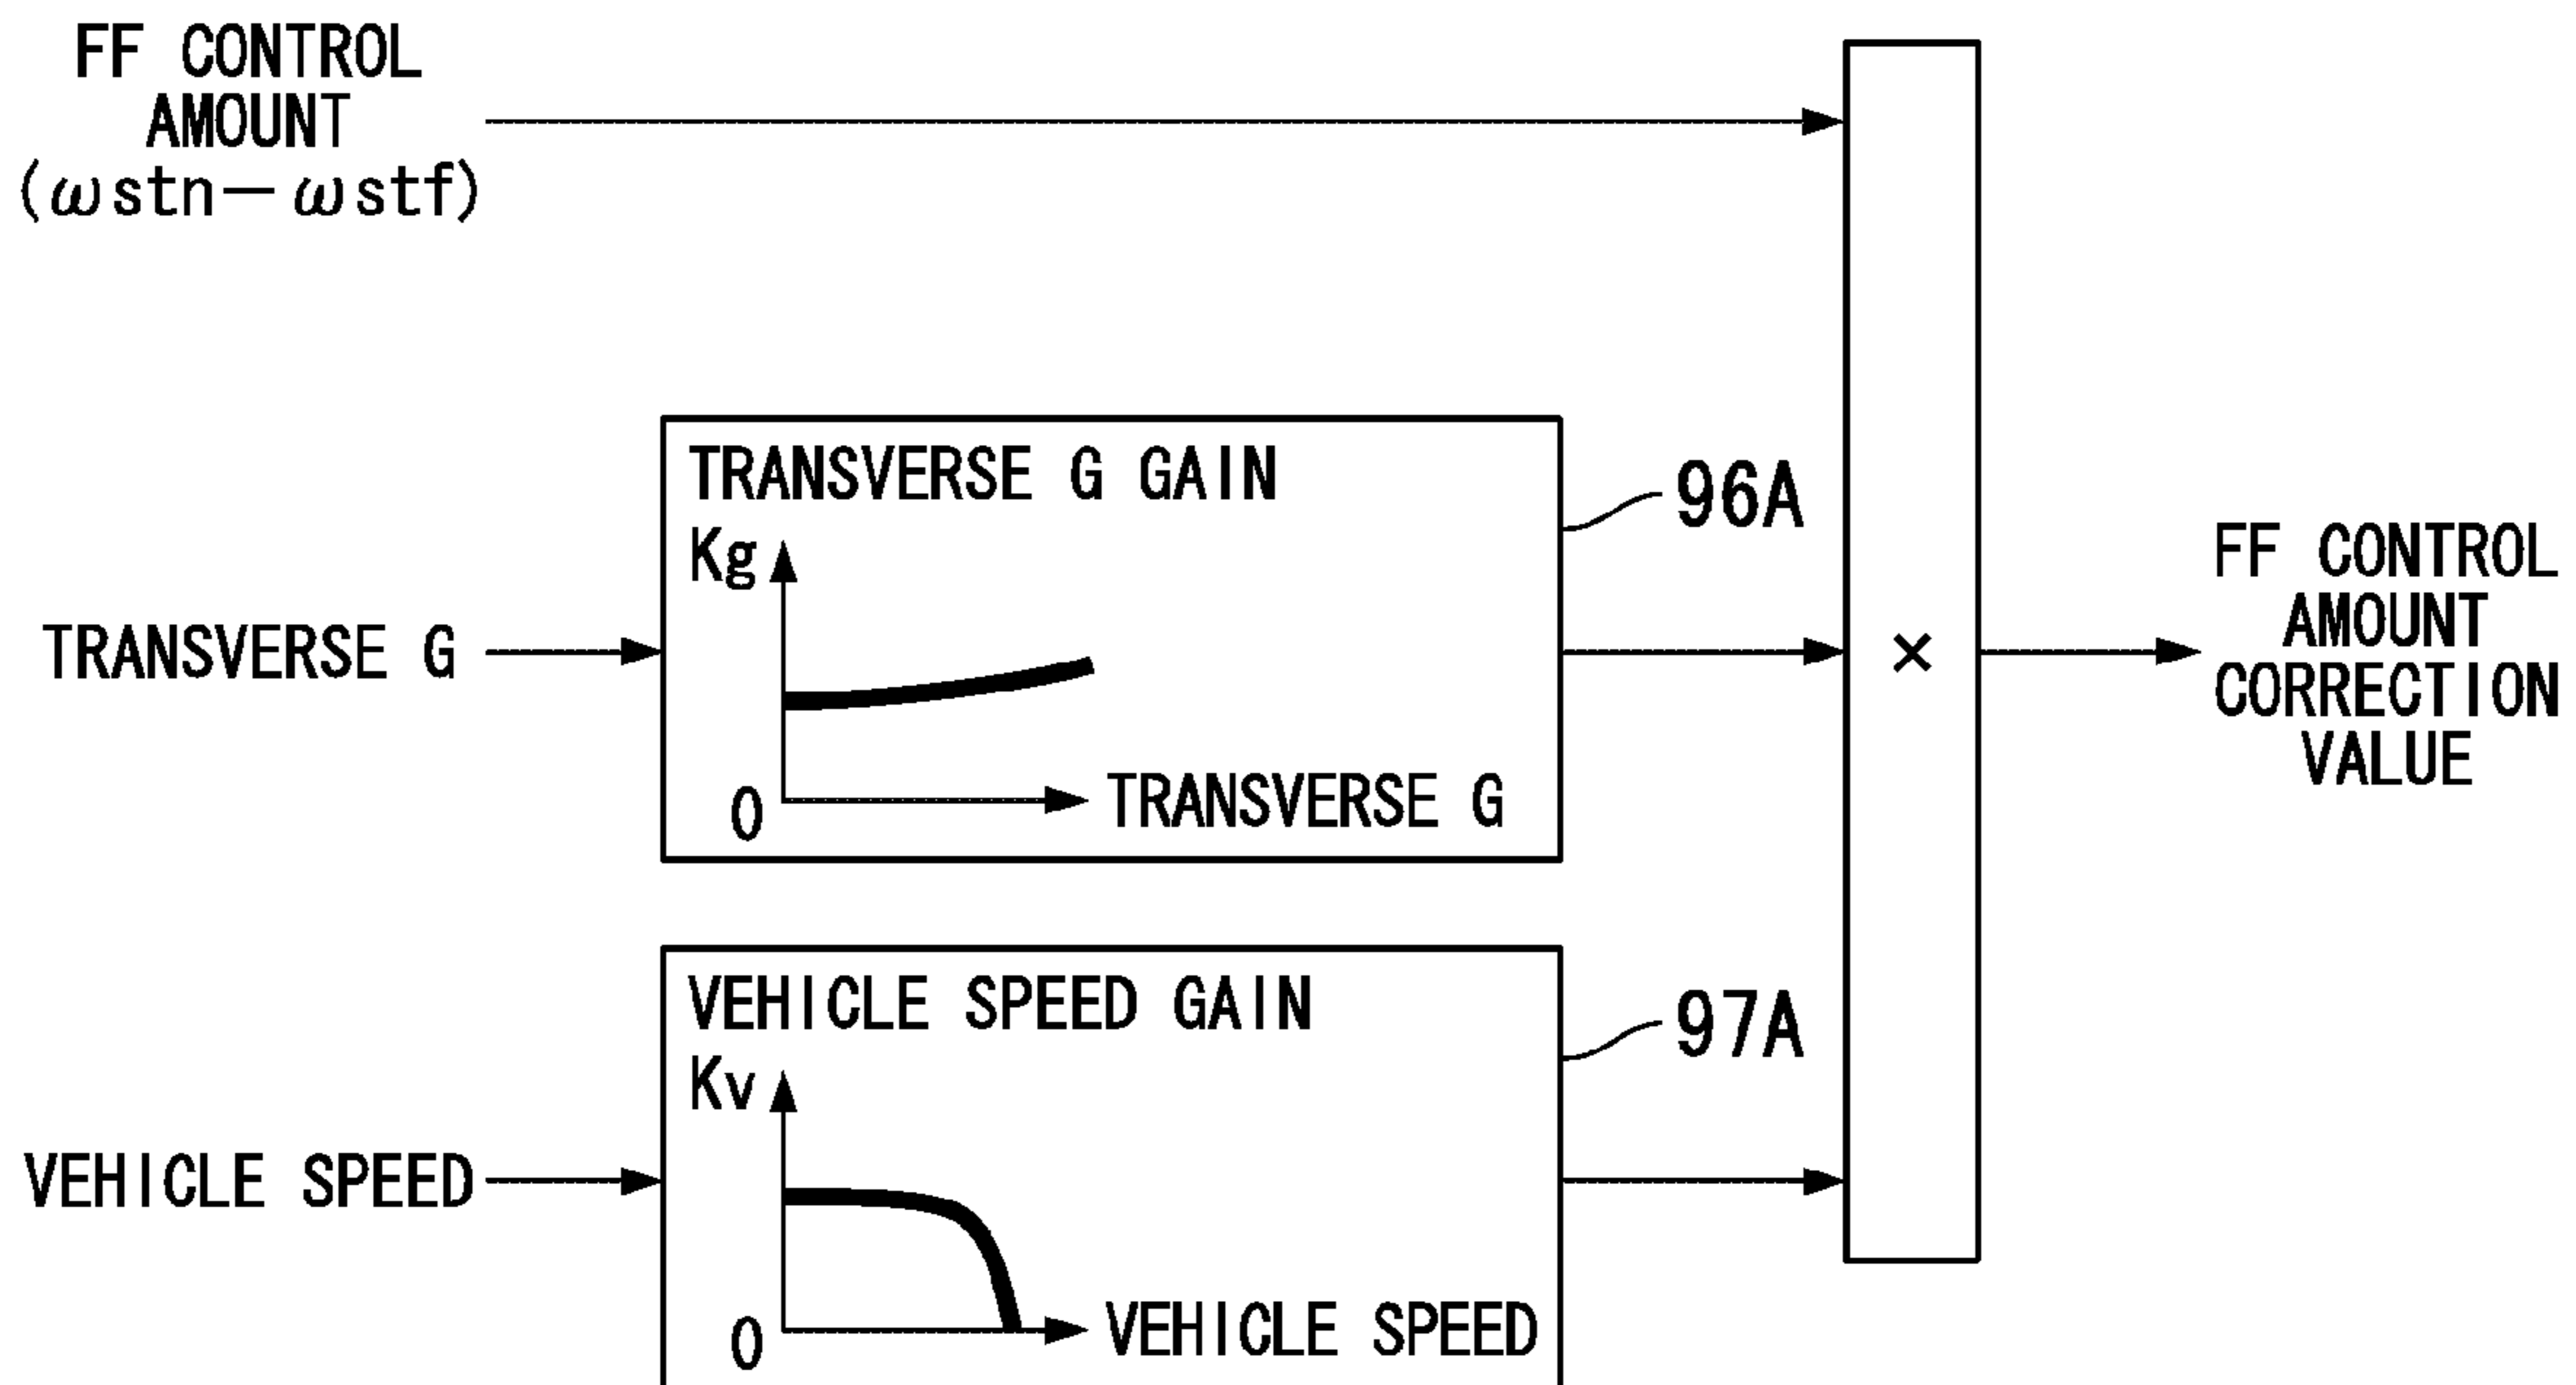 FF CONTROL
AMOUNT
(ωstn－ωstf)
TRANSVERSE G
TRANSVERSE G GAIN
Kg
0
TRANSVERSE G
96A
VEHICLE SPEED
VEHICLE SPEED GAIN
Kv
0
VEHICLE SPEED
97A
×
FF CONTROL
AMOUNT
CORRECTION
VALUE